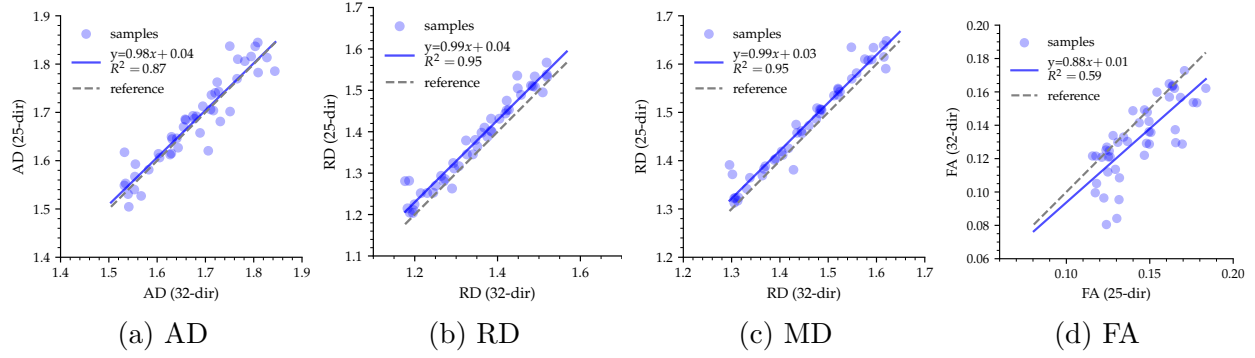 samples
y=0.98x+0.04
R² =0.87
reference
1.9
1.8
1.7
1.6
1.5
1.4
AD (25-dir)
1.4 1.5 1.6 1.7 1.8 1.9
AD (32-dir)
(a) AD
samples
y=0.99x+0.04
R² =0.95
reference
1.7
1.6
1.5
1.4
1.3
1.2
1.1
RD (25-dir)
1.2 1.4 1.6
RD (32-dir)
(b) RD
samples
y=0.99x+0.03
R² =0.95
reference
1.7
1.6
1.5
1.4
1.3
1.2
RD (25-dir)
1.2 1.3 1.4 1.5 1.6 1.7
RD (32-dir)
(c) MD
samples
y=0.88x+0.01
R² =0.59
reference
0.20
0.18
0.16
0.14
0.12
0.10
0.08
0.06
FA (32-dir)
0.10 0.15 0.20
FA (25-dir)
(d) FA